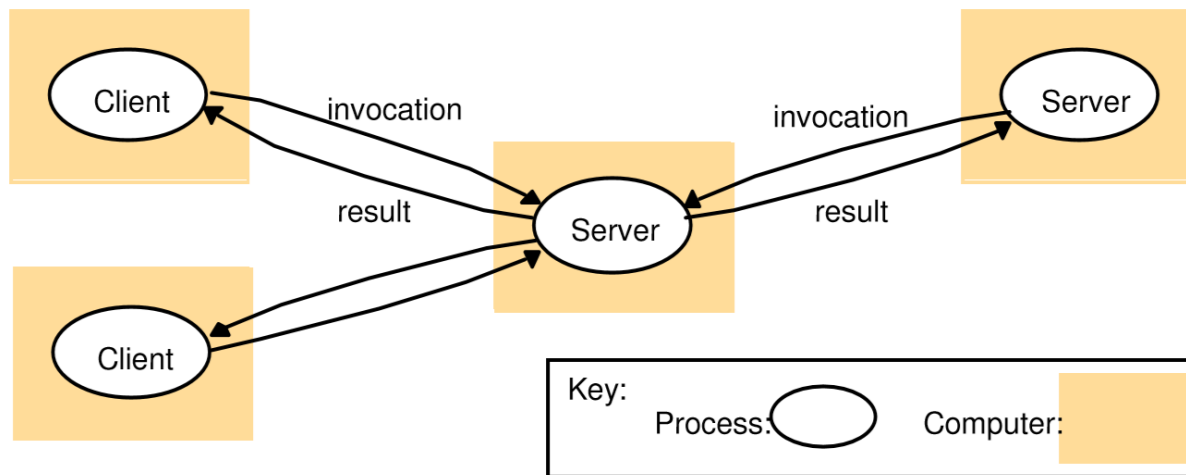 Client
invocation
result
Server
invocation
result
Server
Client
Key:
Process:
Computer: